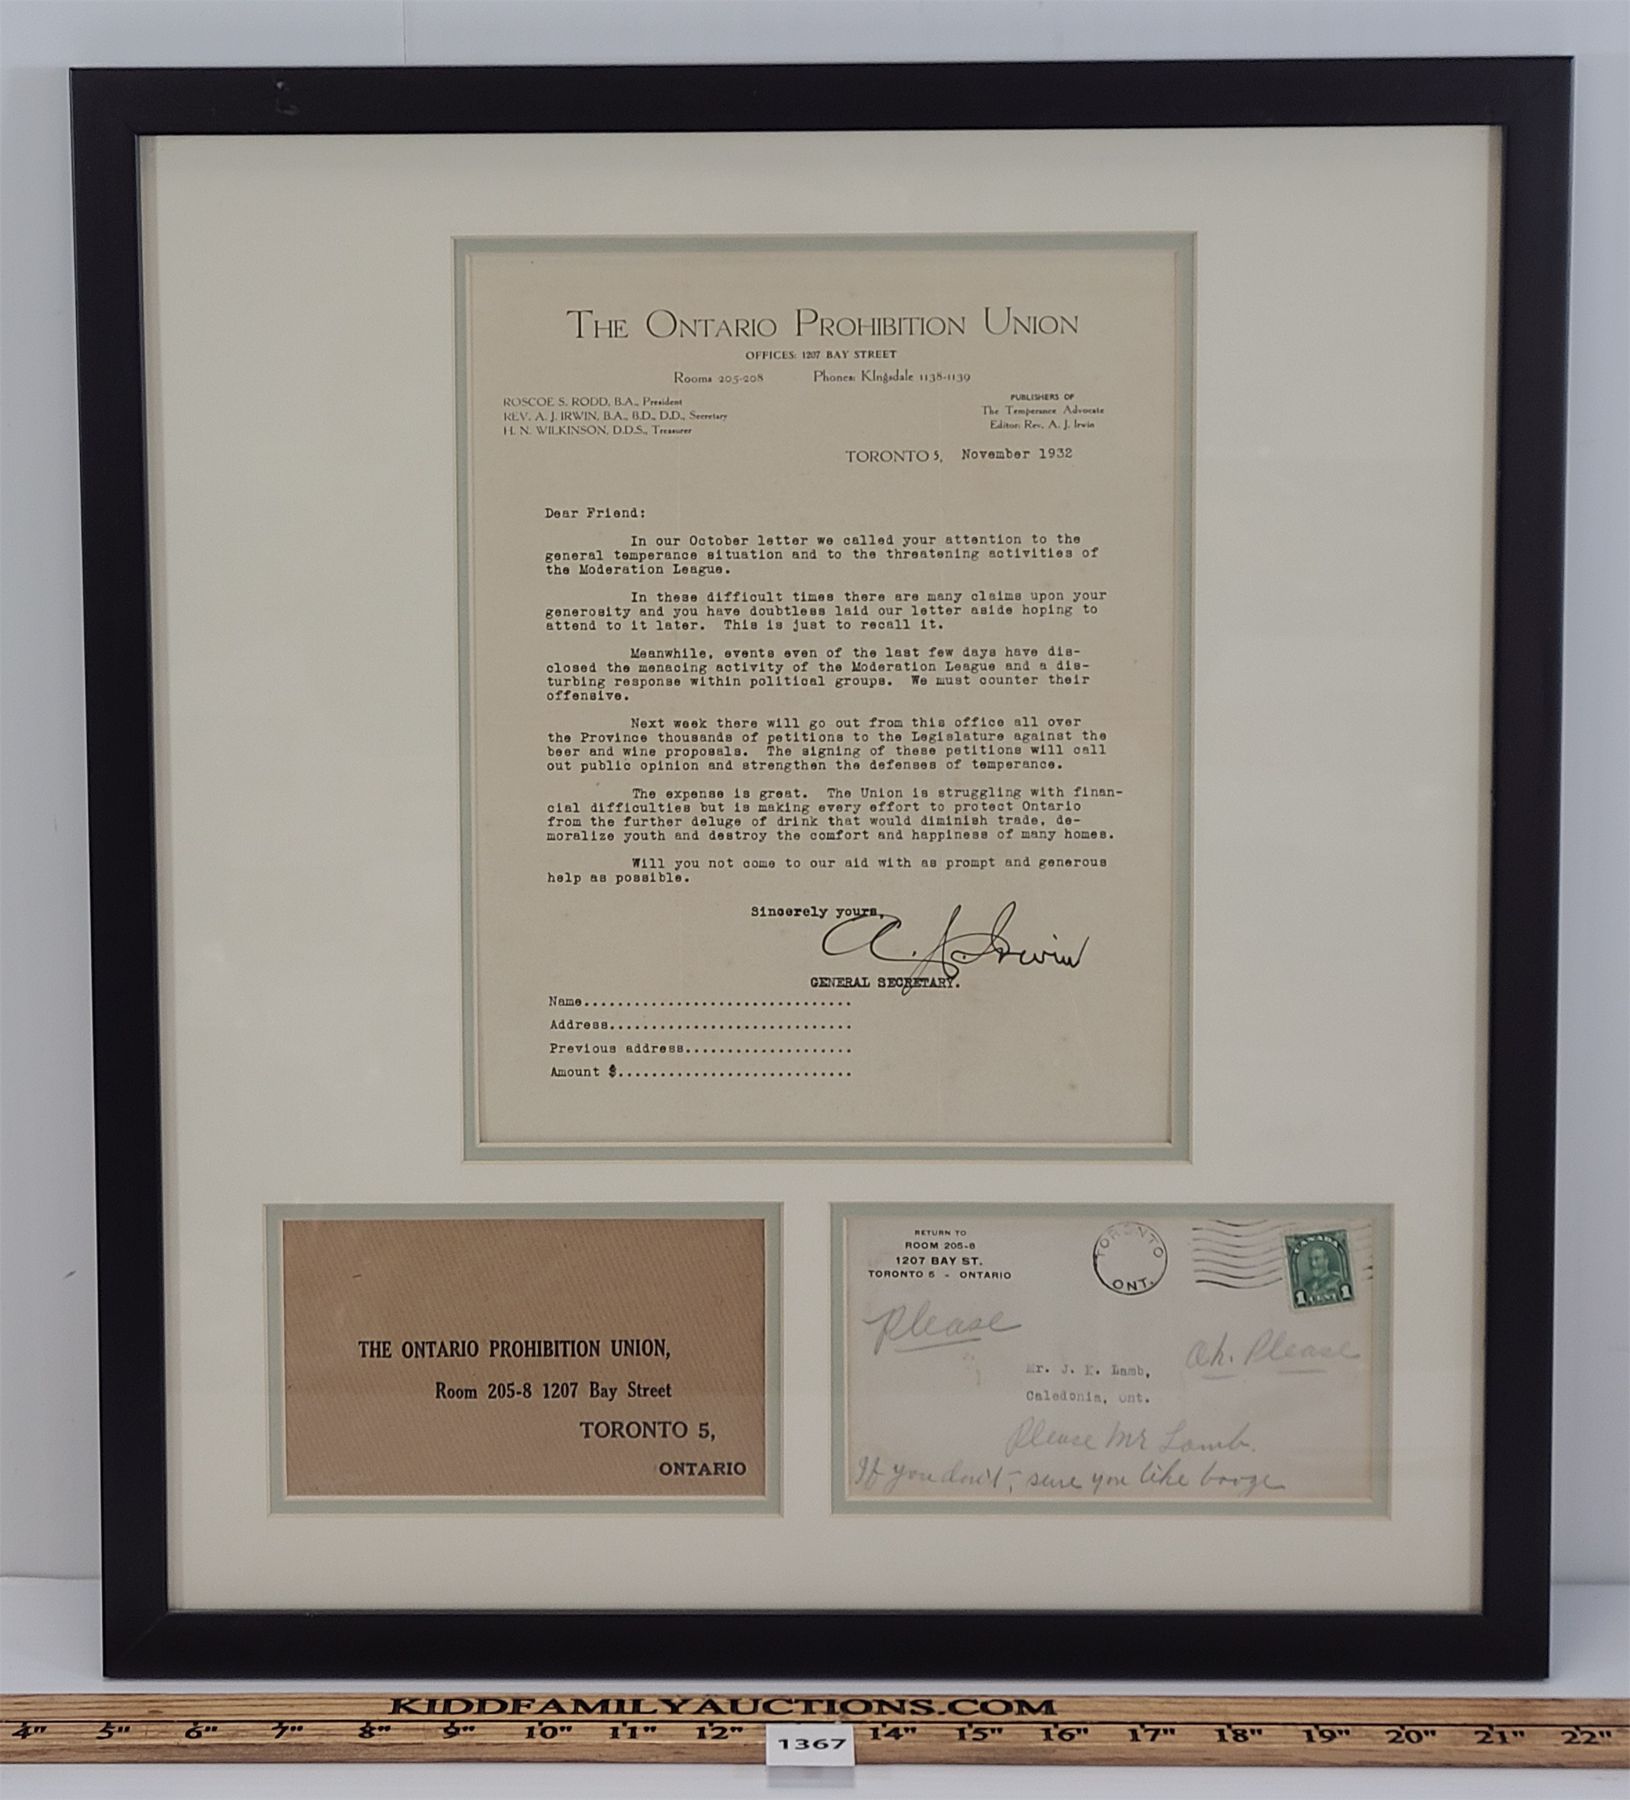 THE ONTARIO PROHIBITION UNION
OFFICES: 1207 BAY STREET
Rooms 205-208 Phones: KIngsdale 1138-1139
ROSCOE S. RODD, B.A., President
REV. A. J. IRWIN, B.A., B.D., D.D., Secretary
H. N. WILKINSON, D.D.S., Treasurer
PUBLISHERS OF
The Temperance Advocate
Editor: Rev. A. J. Irwin
TORONTO 5, November 1932
Dear Friend:
In our October letter we called your attention to the
general temperance situation and to the threatening activities of
the Moderation League.
In these difficult times there are many claims upon your
generosity and you have doubtless laid our letter aside hoping to
attend to it later. This is just to recall it.
Meanwhile, events even of the last few days have dis-
closed the menacing activity of the Moderation League and a dis-
turbing response within political groups. We must counter their
offensive.
Next week there will go out from this office all over
the Province thousands of petitions to the Legislature against the
beer and wine proposals. The signing of these petitions will call
out public opinion and strengthen the defenses of temperance.
The expense is great. The Union is struggling with finan-
cial difficulties but is making every effort to protect Ontario
from the further deluge of drink that would diminish trade, de-
moralize youth and destroy the comfort and happiness of many homes.
Will you not come to our aid with as prompt and generous
help as possible.
Sincerely yours,
A. J. Irwin
GENERAL SECRETARY.
Name................................
Address.............................
Previous address....................
Amount $............................
THE ONTARIO PROHIBITION UNION,
Room 205-8 1207 Bay Street
TORONTO 5,
ONTARIO
RETURN TO
ROOM 205-8
1207 BAY ST.
TORONTO 5 - ONTARIO
TORONTO
ONT.
CANADA
1 CENT 1
Please
Oh. Please
Mr. J. K. Lamb,
Caledonia, Ont.
Please Mr Lamb.
If you don't, - sure you like booze
KIDDFAMILYAUCTIONS.COM
4" 5" 6" 7" 8" 9" 10" 11" 12" 14" 15" 16" 17" 18" 19" 20" 21" 22"
1367